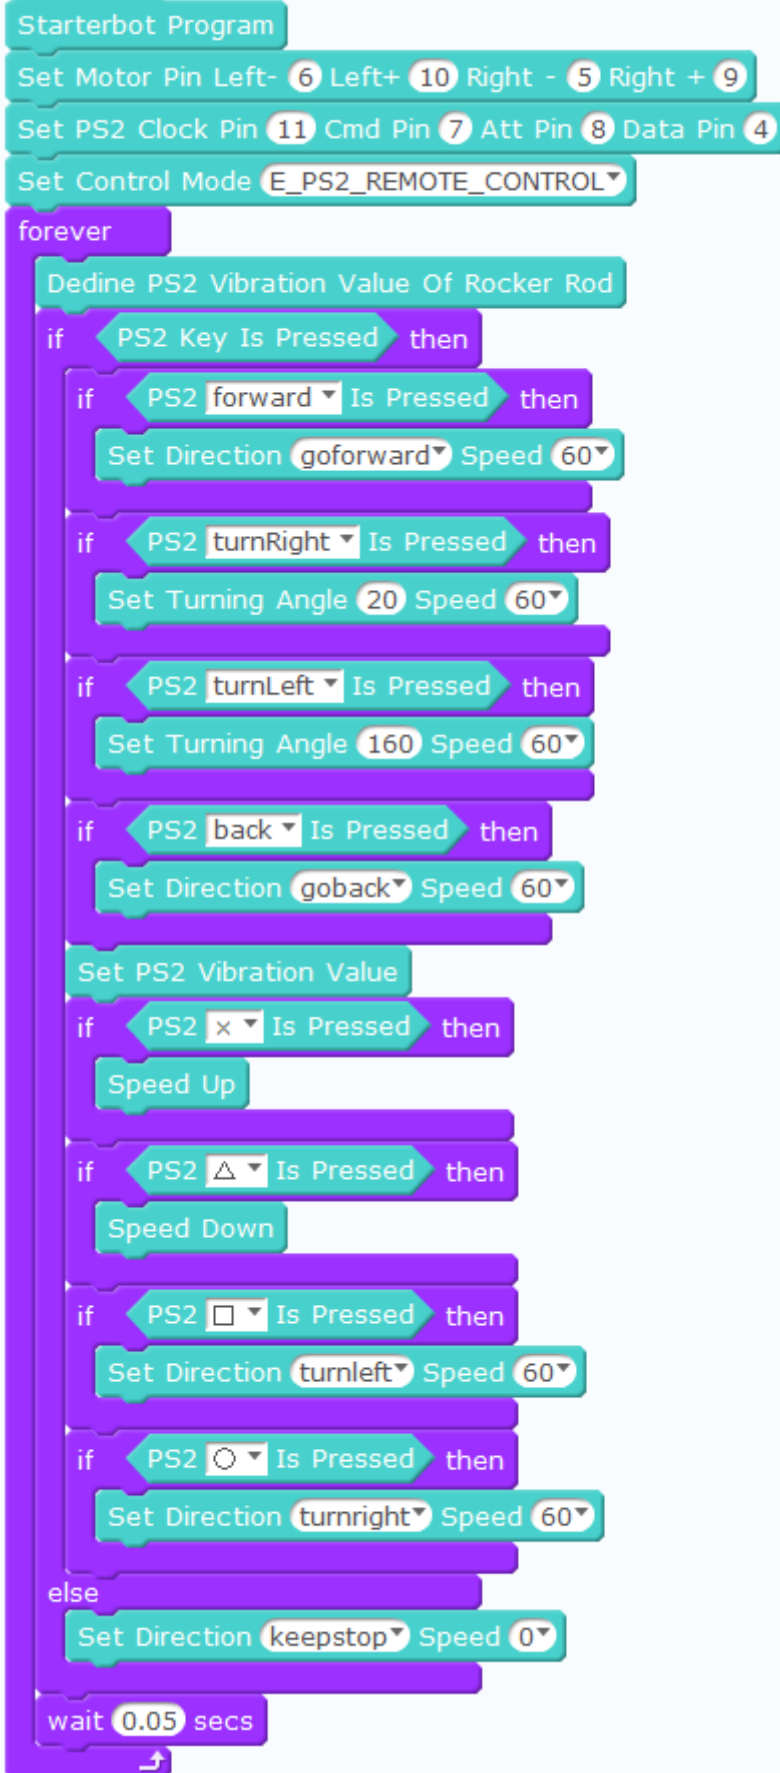 Starterbot Program
Set Motor Pin Left- 6 Left+ 10 Right - 5 Right + 9
Set PS2 Clock Pin 11 Cmd Pin 7 Att Pin 8 Data Pin 4
Set Control Mode E_PS2_REMOTE_CONTROL
forever
Dedine PS2 Vibration Value Of Rocker Rod
if PS2 Key Is Pressed then
if PS2 forward Is Pressed then
Set Direction goforward Speed 60
if PS2 turnRight Is Pressed then
Set Turning Angle 20 Speed 60
if PS2 turnLeft Is Pressed then
Set Turning Angle 160 Speed 60
if PS2 back Is Pressed then
Set Direction goback Speed 60
Set PS2 Vibration Value
if PS2 × Is Pressed then
Speed Up
if PS2 △ Is Pressed then
Speed Down
if PS2 □ Is Pressed then
Set Direction turnleft Speed 60
if PS2 ○ Is Pressed then
Set Direction turnright Speed 60
else
Set Direction keepstop Speed 0
wait 0.05 secs